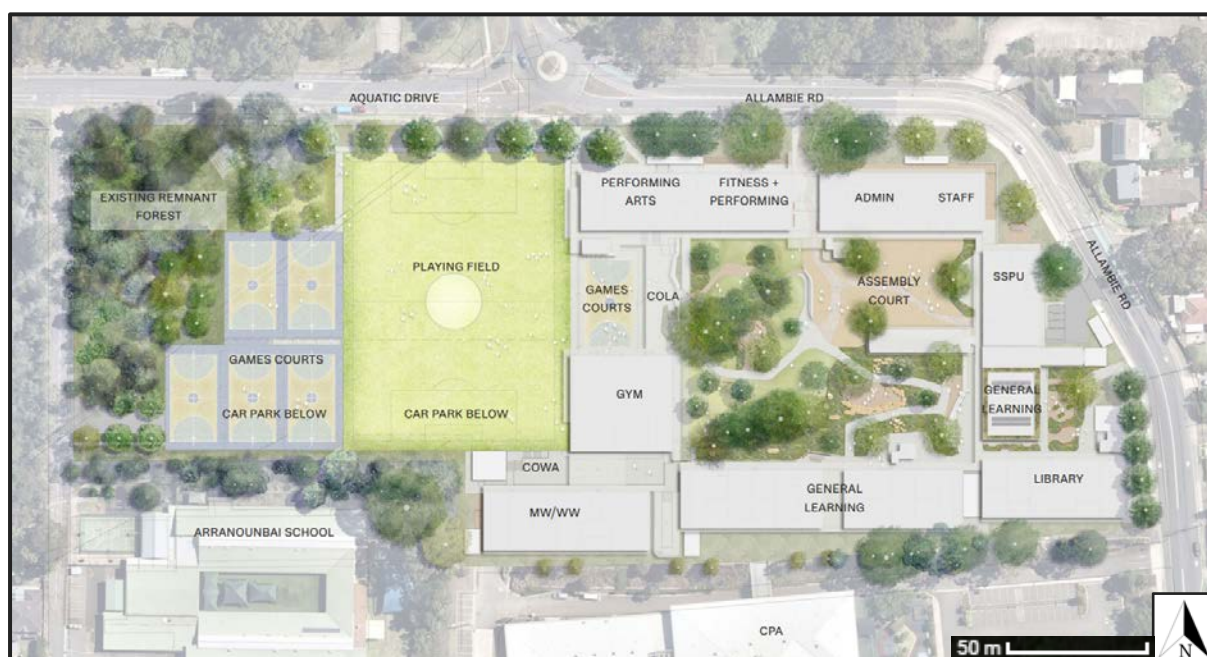 AQUATIC DRIVE
ALLAMBIE RD
EXISTING REMNANT
FOREST
PERFORMING
ARTS
FITNESS +
PERFORMING
ADMIN
STAFF
ALLAMBIE RD
PLAYING FIELD
GAMES
COURTS
COLA
ASSEMBLY
COURT
SSPU
GAMES COURTS
CAR PARK BELOW
CAR PARK BELOW
GYM
GENERAL
LEARNING
COWA
MW/WW
GENERAL
LEARNING
LIBRARY
ARRANOUNBAI SCHOOL
CPA
50 m
N